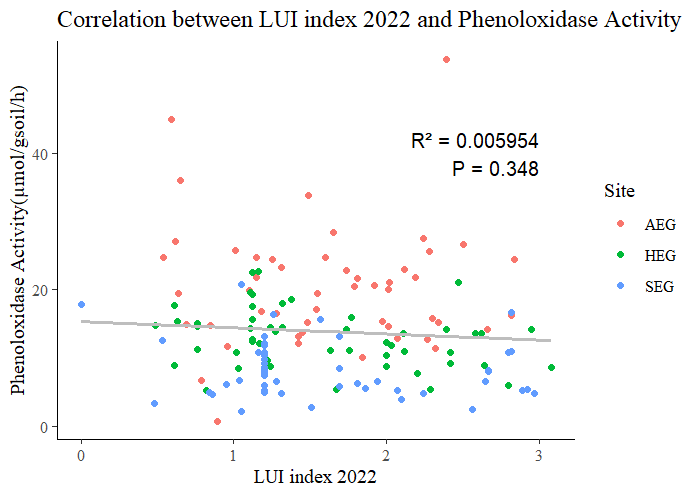 Correlation between LUI index 2022 and Phenoloxidase Activity
Phenoloxidase Activity(μmol/gsoil/h)
40
20
0
R² = 0.005954
P = 0.348
Site
AEG
HEG
SEG
0 1 2 3
LUI index 2022